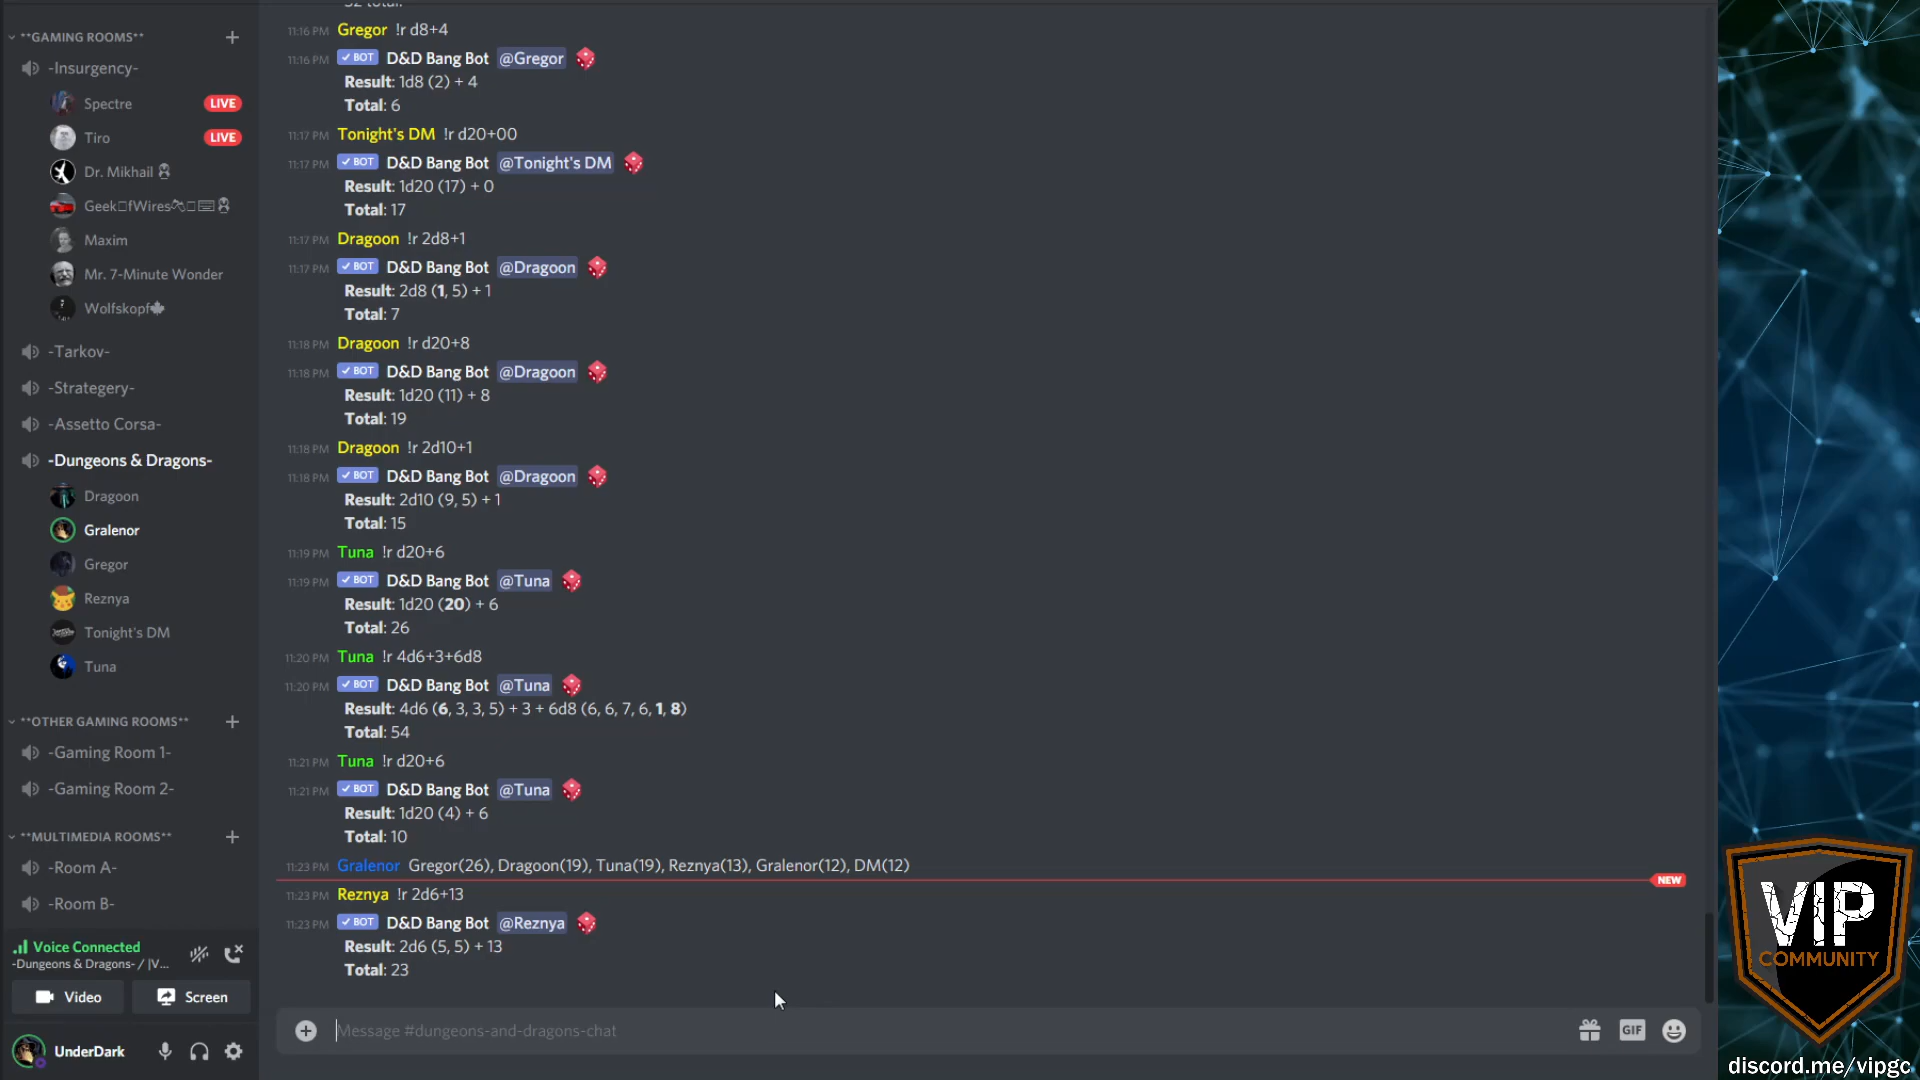 **GAMING ROOMS**
-Insurgency-
Spectre LIVE
Tiro LIVE
Dr. Mikhail
Maxim
Mr. 7-Minute Wonder
Wolfskopf
-Tarkov-
-Strategery-
-Assetto Corsa-
-Dungeons & Dragons-
Dragoon
Gralenor
Gregor
Reznya
Tonight's DM
Tuna
**OTHER GAMING ROOMS**
-Gaming Room 1-
-Gaming Room 2-
**MULTIMEDIA ROOMS**
-Room A-
-Room B-
Voice Connected
-Dungeons & Dragons- / |V...
Video Screen
UnderDark
11:16 PM Gregor !r d8+4
11:16 PM BOT D&D Bang Bot @Gregor
Result: 1d8 (2) + 4
Total: 6
11:17 PM Tonight's DM !r d20+00
11:17 PM BOT D&D Bang Bot @Tonight's DM
Result: 1d20 (17) + 0
Total: 17
11:17 PM Dragoon !r 2d8+1
11:17 PM BOT D&D Bang Bot @Dragoon
Result: 2d8 (1, 5) + 1
Total: 7
11:18 PM Dragoon !r d20+8
11:18 PM BOT D&D Bang Bot @Dragoon
Result: 1d20 (11) + 8
Total: 19
11:18 PM Dragoon !r 2d10+1
11:18 PM BOT D&D Bang Bot @Dragoon
Result: 2d10 (9, 5) + 1
Total: 15
11:19 PM Tuna !r d20+6
11:19 PM BOT D&D Bang Bot @Tuna
Result: 1d20 (20) + 6
Total: 26
11:20 PM Tuna !r 4d6+3+6d8
11:20 PM BOT D&D Bang Bot @Tuna
Result: 4d6 (6, 3, 3, 5) + 3 + 6d8 (6, 6, 7, 6, 1, 8)
Total: 54
11:21 PM Tuna !r d20+6
11:21 PM BOT D&D Bang Bot @Tuna
Result: 1d20 (4) + 6
Total: 10
11:23 PM Gralenor Gregor(26), Dragoon(19), Tuna(19), Reznya(13), Gralenor(12), DM(12)
NEW
11:23 PM Reznya !r 2d6+13
11:23 PM BOT D&D Bang Bot @Reznya
Result: 2d6 (5, 5) + 13
Total: 23
Message #dungeons-and-dragons-chat
GIF
VIP
COMMUNITY
discord.me/vipgc